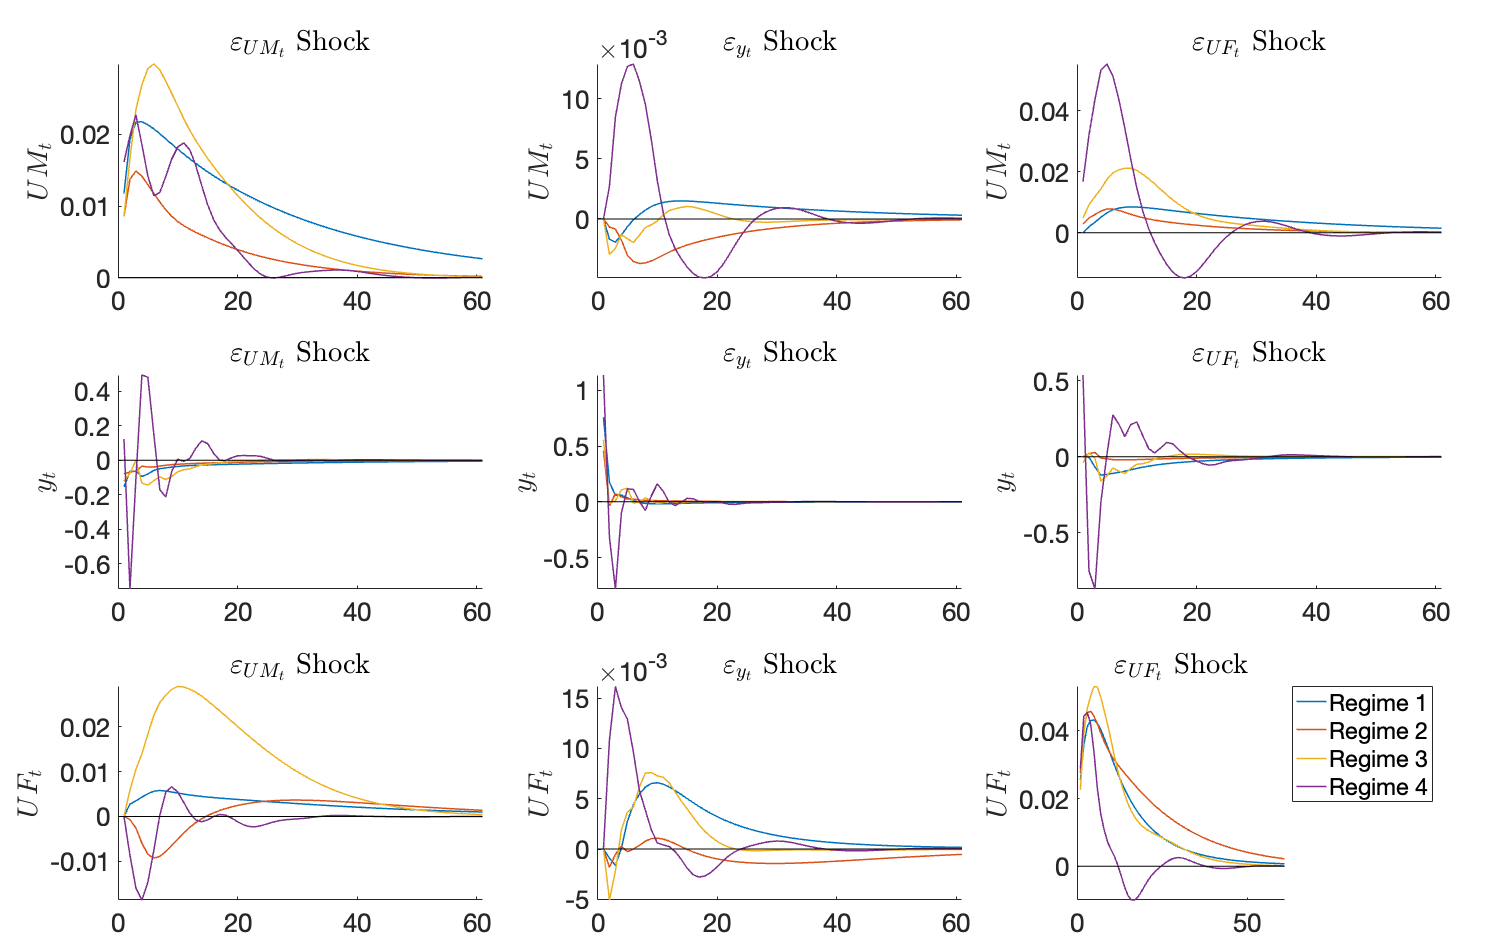 ε_{UM_t} Shock
ε_{y_t} Shock
ε_{UF_t} Shock
×10^{-3}
UM_t
0.02
0.01
0
0 20 40 60
UM_t
10
5
0
0 20 40 60
UM_t
0.04
0.02
0
0 20 40 60
ε_{UM_t} Shock
ε_{y_t} Shock
ε_{UF_t} Shock
y_t
0.4
0.2
0
-0.2
-0.4
-0.6
0 20 40 60
y_t
1
0.5
0
-0.5
0 20 40 60
y_t
0.5
0
-0.5
0 20 40 60
ε_{UM_t} Shock
ε_{y_t} Shock
ε_{UF_t} Shock
×10^{-3}
UF_t
0.02
0.01
0
-0.01
0 20 40 60
UF_t
15
10
5
0
-5
0 20 40 60
UF_t
0.04
0.02
0
0 50
Regime 1
Regime 2
Regime 3
Regime 4